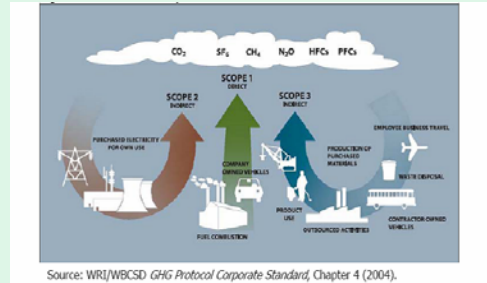 CO₂ SF₆ CH₄ N₂O HFCs PFCs
SCOPE 1
DIRECT
SCOPE 2
INDIRECT
SCOPE 3
INDIRECT
PURCHASED ELECTRICITY
FOR OWN USE
COMPANY
OWNED VEHICLES
FUEL COMBUSTION
EMPLOYEE BUSINESS TRAVEL
PRODUCTION OF
PURCHASED
MATERIALS
WASTE DISPOSAL
PRODUCT
USE
OUTSOURCED ACTIVITIES
CONTRACTOR OWNED
VEHICLES
Source: WRI/WBCSD GHG Protocol Corporate Standard, Chapter 4 (2004).